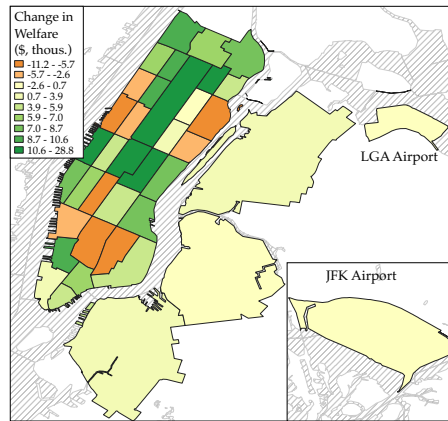 Change in
Welfare
($, thous.)
-11.2 - -5.7
-5.7 - -2.6
-2.6 - 0.7
0.7 - 3.9
3.9 - 5.9
5.9 - 7.0
7.0 - 8.7
8.7 - 10.6
10.6 - 28.8
LGA Airport
JFK Airport